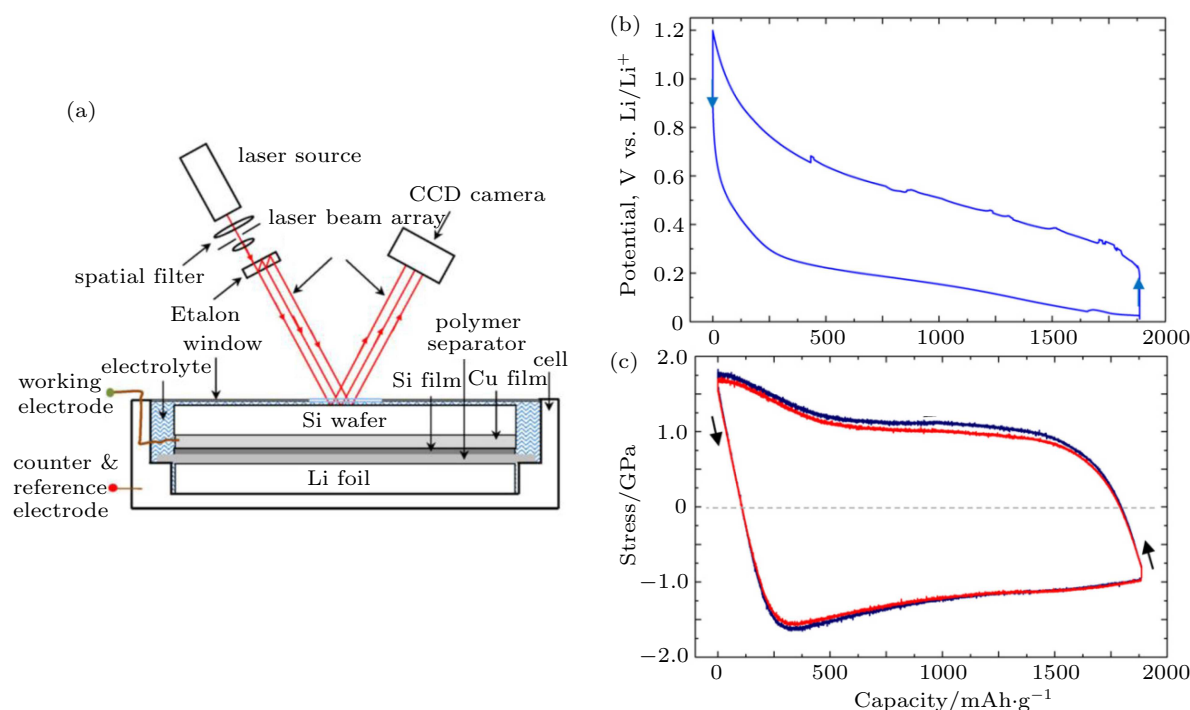 (a)
laser source
CCD camera
laser beam array
spatial filter
Etalon
window
polymer
separator
electrolyte
cell
Si film
Cu film
working
electrode
Si wafer
counter &
reference
electrode
Li foil
(b)
1.2
1.0
0.8
0.6
0.4
0.2
0
Potential, V vs. Li/Li⁺
0
500
1000
1500
2000
(c)
2.0
1.0
0
−1.0
−2.0
Stress/GPa
0
500
1000
1500
2000
Capacity/mAh·g⁻¹